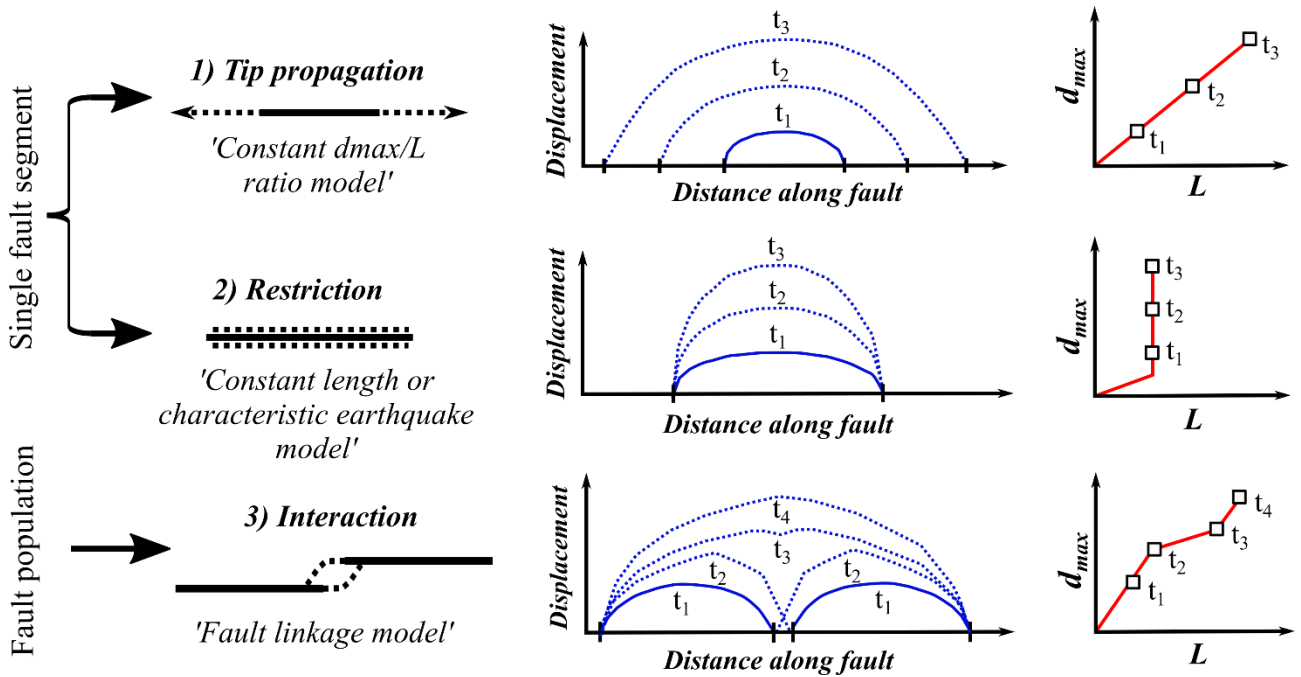 Single fault segment
1) Tip propagation
'Constant dmax/L
ratio model'
Displacement
t3
t2
t1
Distance along fault
dmax
t3
t2
t1
L
2) Restriction
'Constant length or
characteristic earthquake
model'
Displacement
t3
t2
t1
Distance along fault
dmax
t3
t2
t1
L
Fault population
3) Interaction
'Fault linkage model'
Displacement
t4
t3
t2
t2
t1
t1
Distance along fault
dmax
t4
t3
t2
t1
L